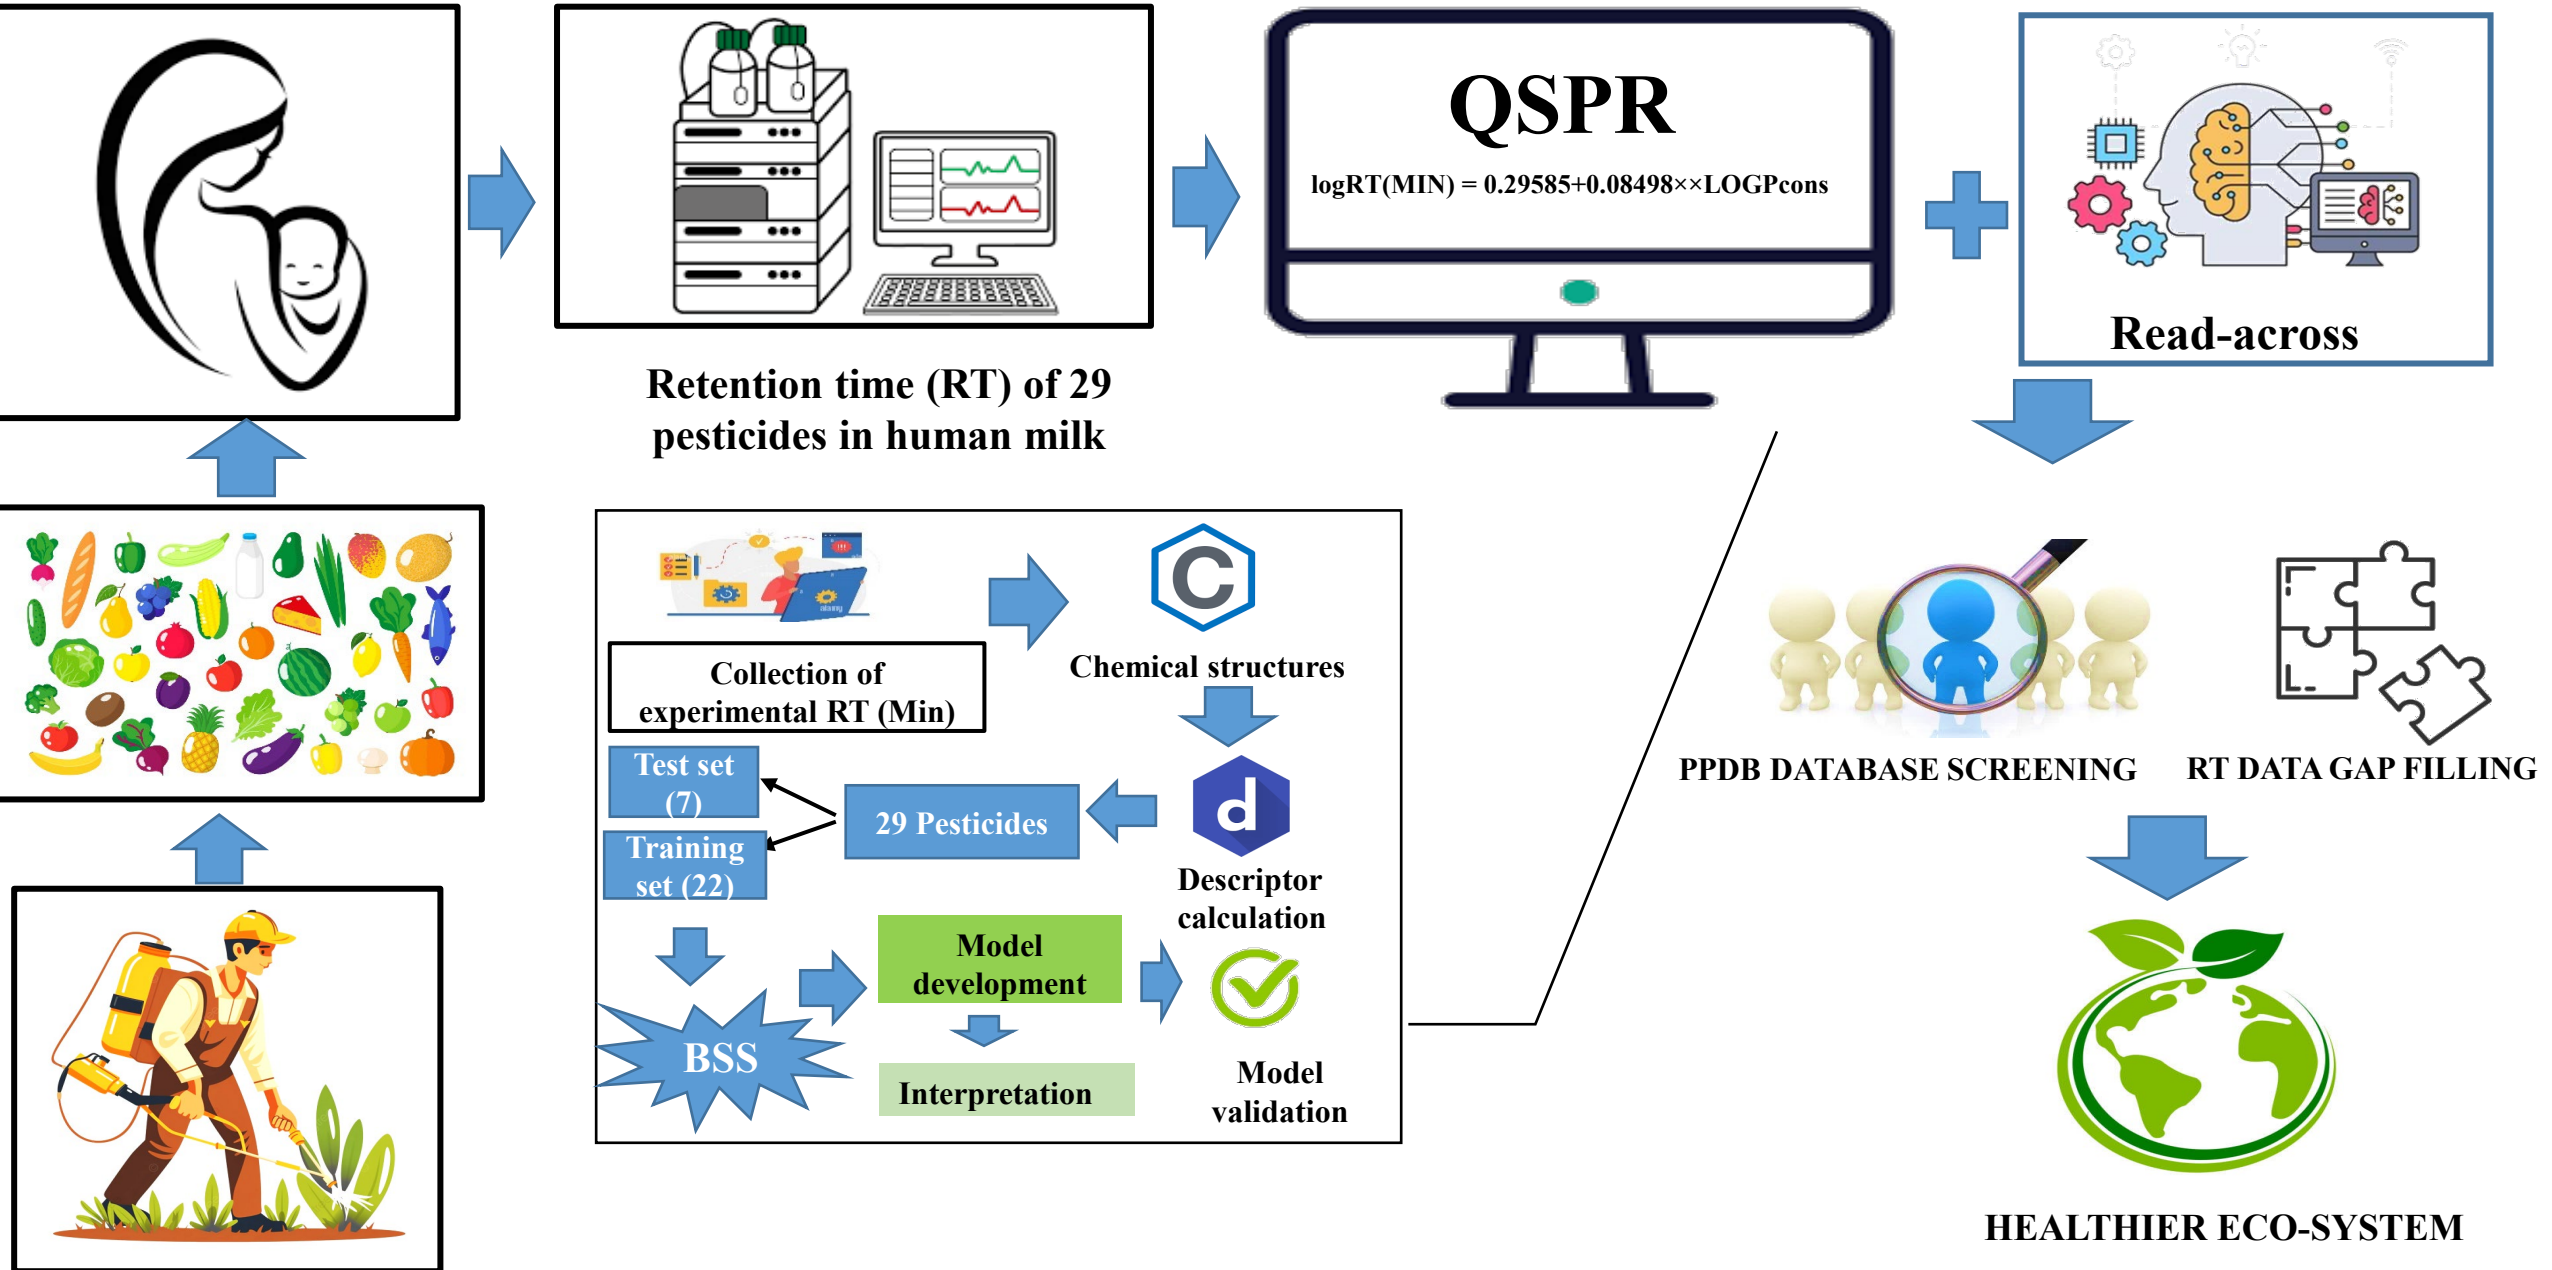 QSPR
logRT(MIN) = 0.29585+0.08498××LOGPcons
Read-across
Retention time (RT) of 29
pesticides in human milk
Collection of
experimental RT (Min)
C
Chemical structures
Test set
(7)
Training
set (22)
29 Pesticides
d
Descriptor
calculation
BSS
Model
development
Interpretation
Model
validation
PPDB DATABASE SCREENING
RT DATA GAP FILLING
HEALTHIER ECO-SYSTEM